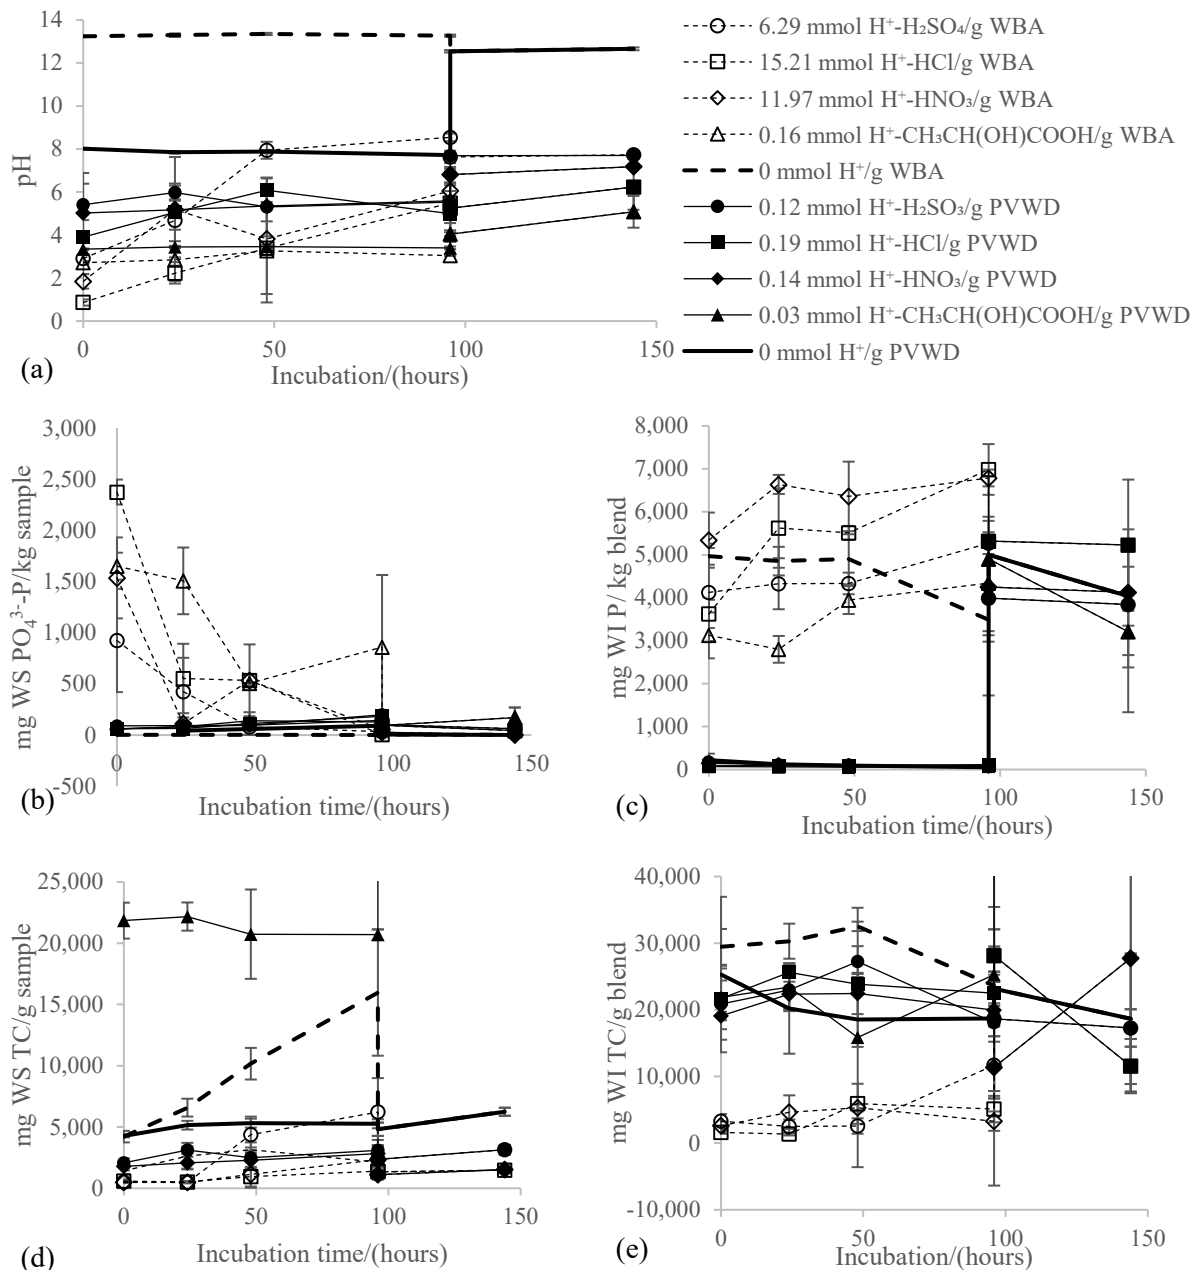 14
12
10
8
6
4
2
0
pH
0
50
100
150
Incubation/(hours)
(a)
6.29 mmol H⁺-H₂SO₄/g WBA
15.21 mmol H⁺-HCl/g WBA
11.97 mmol H⁺-HNO₃/g WBA
0.16 mmol H⁺-CH₃CH(OH)COOH/g WBA
0 mmol H⁺/g WBA
0.12 mmol H⁺-H₂SO₃/g PVWD
0.19 mmol H⁺-HCl/g PVWD
0.14 mmol H⁺-HNO₃/g PVWD
0.03 mmol H⁺-CH₃CH(OH)COOH/g PVWD
0 mmol H⁺/g PVWD
3,000
2,500
2,000
1,500
1,000
500
0
-500
mg WS PO₄³⁻-P/kg sample
0
50
100
150
Incubation time/(hours)
(b)
8,000
7,000
6,000
5,000
4,000
3,000
2,000
1,000
0
mg WI P / kg blend
0
50
100
150
Incubation time/(hours)
(c)
25,000
20,000
15,000
10,000
5,000
0
mg WS TC/g sample
0
50
100
150
Incubation time/(hours)
(d)
40,000
30,000
20,000
10,000
0
-10,000
mg WI TC/g blend
0
50
100
150
Incubation/(hours)
(e)